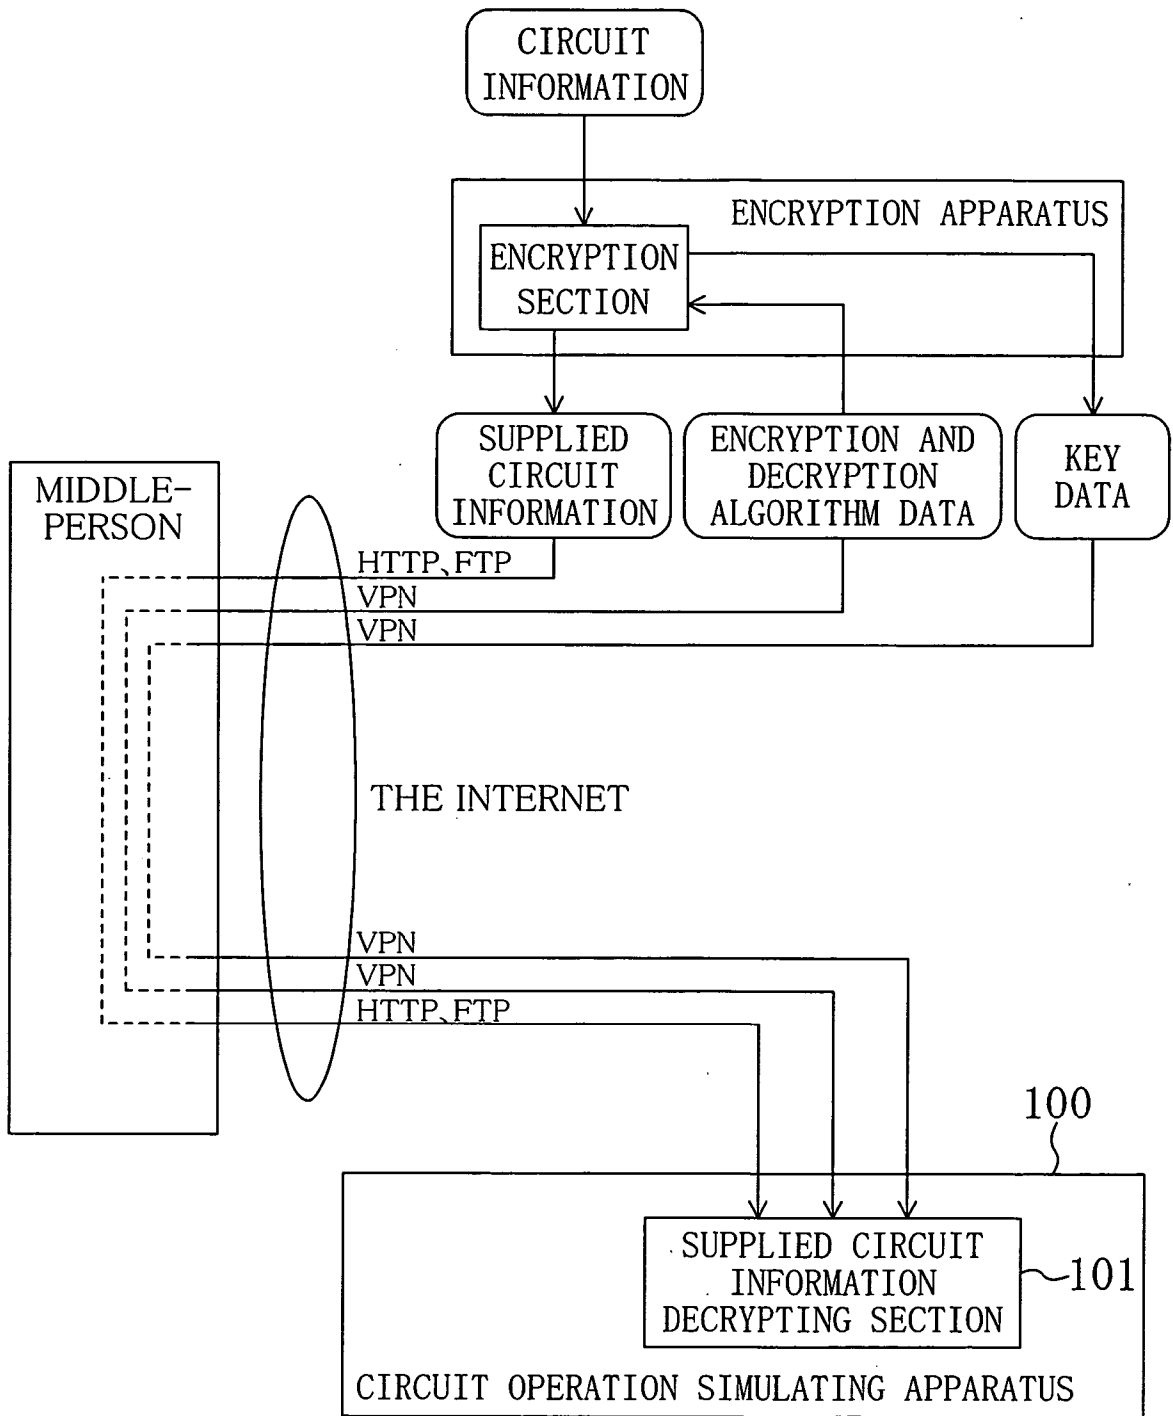 CIRCUIT
INFORMATION
ENCRYPTION APPARATUS
ENCRYPTION
SECTION
SUPPLIED
CIRCUIT
INFORMATION
ENCRYPTION AND
DECRYPTION
ALGORITHM DATA
KEY
DATA
MIDDLE-
PERSON
HTTP、FTP
VPN
VPN
THE INTERNET
VPN
VPN
HTTP、FTP
100
SUPPLIED CIRCUIT
INFORMATION
DECRYPTING SECTION
101
CIRCUIT OPERATION SIMULATING APPARATUS